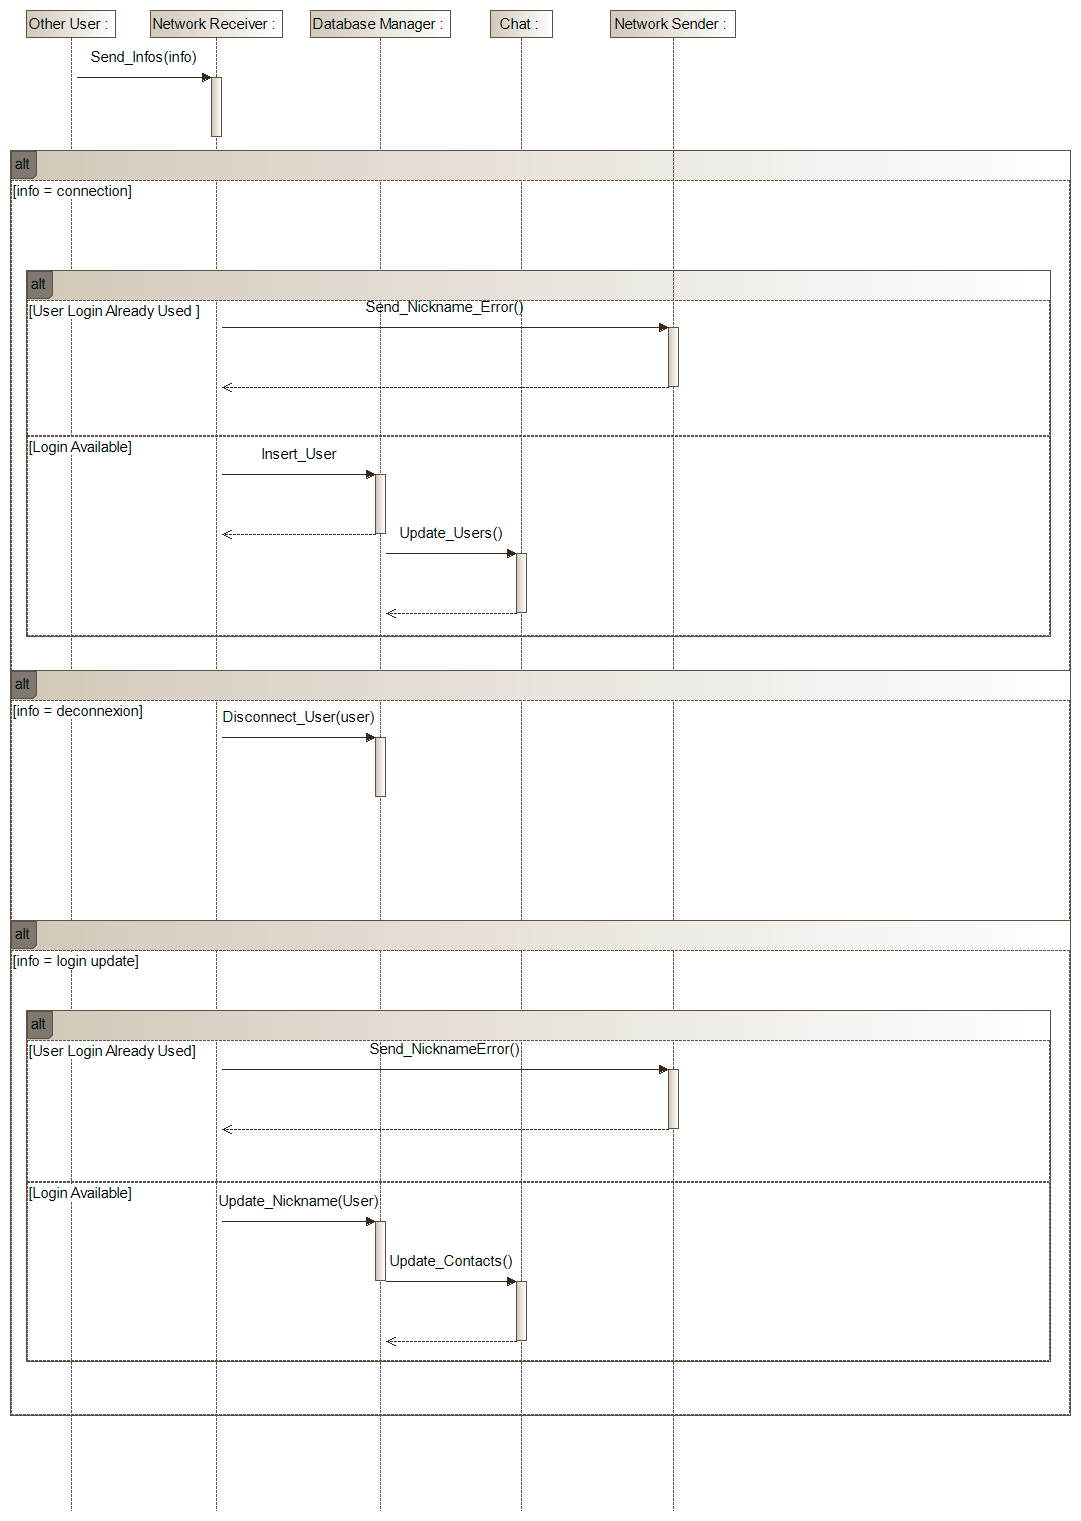 Other User :
Network Receiver :
Database Manager :
Chat :
Network Sender :
Send_Infos(info)
alt
[info = connection]
alt
[User Login Already Used ]
Send_Nickname_Error()
[Login Available]
Insert_User
Update_Users()
alt
[info = deconnexion]
Disconnect_User(user)
alt
[info = login update]
alt
[User Login Already Used]
Send_NicknameError()
[Login Available]
Update_Nickname(User)
Update_Contacts()